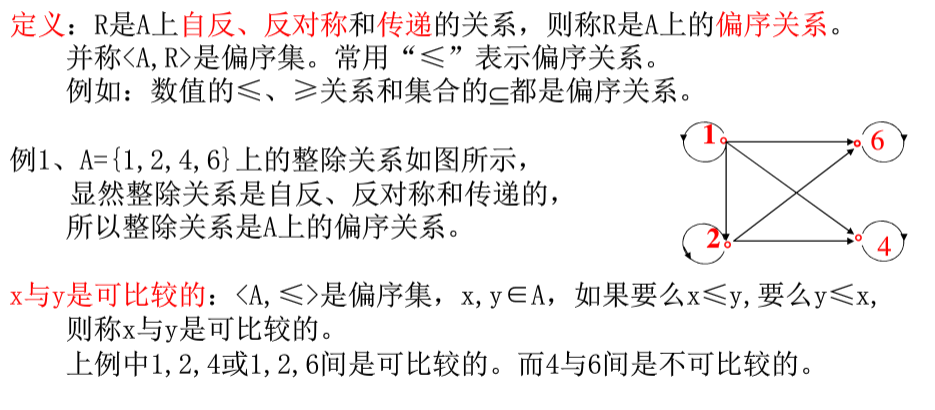 定义：R是A上自反、反对称和传递的关系，则称R是A上的偏序关系。
并称<A,R>是偏序集。常用“≤”表示偏序关系。
例如：数值的≤、≥关系和集合的⊆都是偏序关系。
例1、A={1,2,4,6}上的整除关系如图所示，
显然整除关系是自反、反对称和传递的，
所以整除关系是A上的偏序关系。
1
6
2
4
x与y是可比较的：<A,≤>是偏序集，x,y∈A，如果要么x≤y,要么y≤x,
则称x与y是可比较的。
上例中1,2,4或1,2,6间是可比较的。而4与6间是不可比较的。